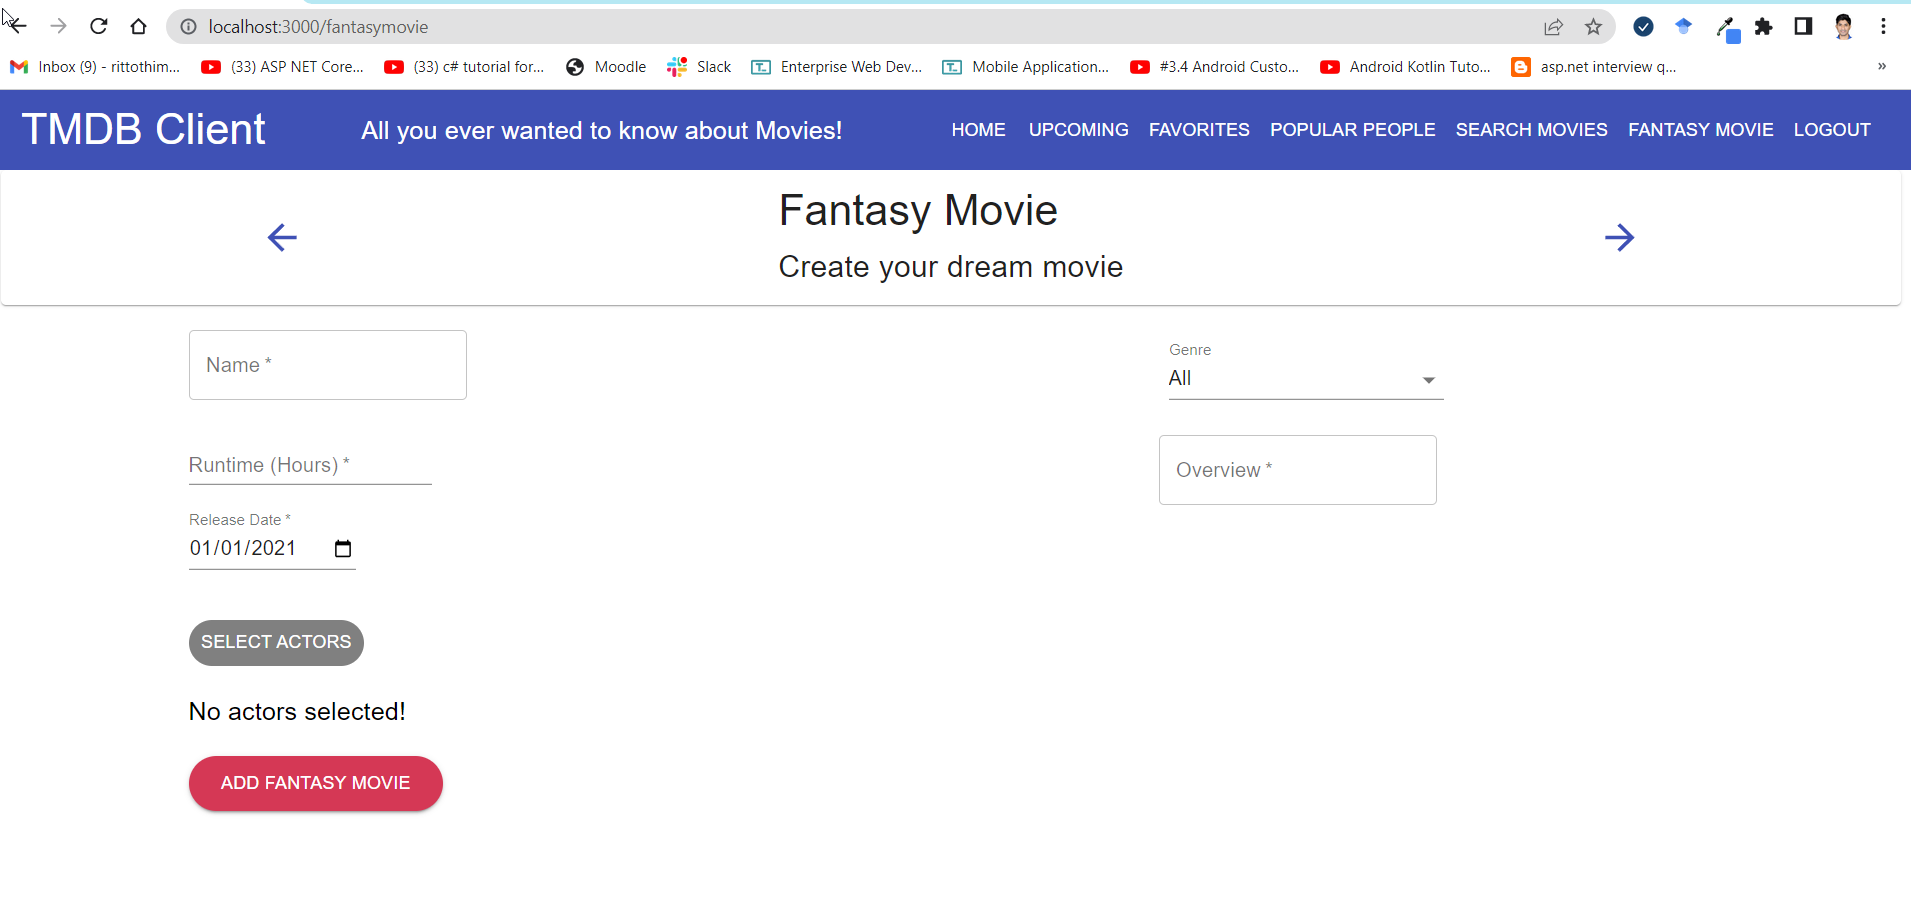 localhost:3000/fantasymovie
Inbox (9) - rittothim... (33) ASP NET Core... (33) c# tutorial for... Moodle Slack Enterprise Web Dev... Mobile Application... #3.4 Android Custo... Android Kotlin Tuto... asp.net interview q... »
TMDB Client All you ever wanted to know about Movies! HOME UPCOMING FAVORITES POPULAR PEOPLE SEARCH MOVIES FANTASY MOVIE LOGOUT
Fantasy Movie
Create your dream movie
Name *
Genre
All
Runtime (Hours) *
Overview *
Release Date *
01/01/2021
SELECT ACTORS
No actors selected!
ADD FANTASY MOVIE